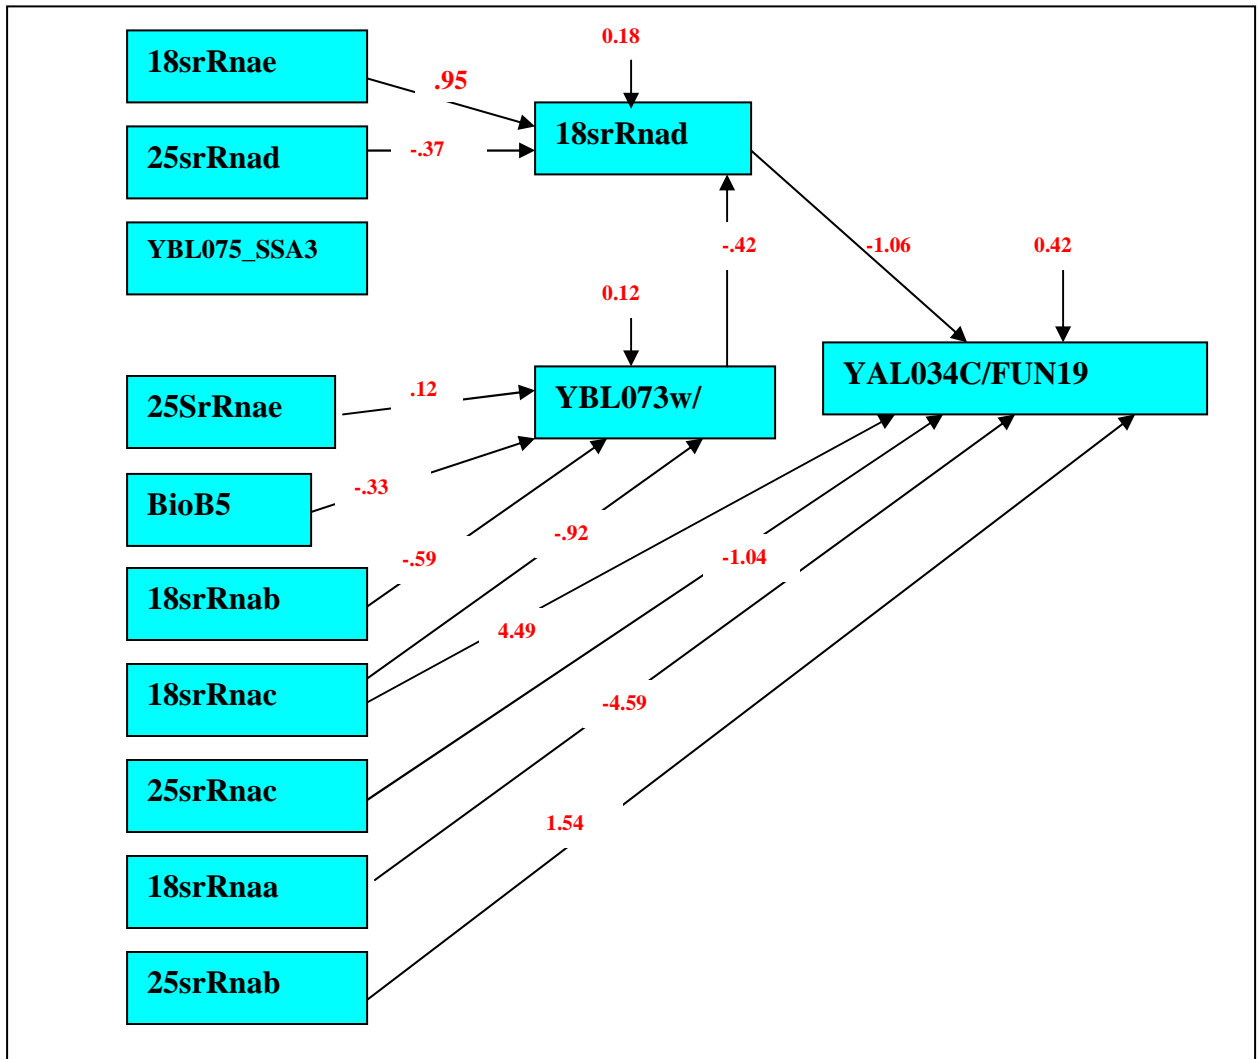 0.18
18srRnae
.95
18srRnad
25srRnad
-.37
YBL075_SSA3
-.42
-1.06
0.42
0.12
YAL034C/FUN19
25SrRnae
.12
YBL073w/
BioB5
-.33
-.92
-.59
-1.04
18srRnab
4.49
18srRnac
-4.59
25srRnac
1.54
18srRnaa
25srRnab